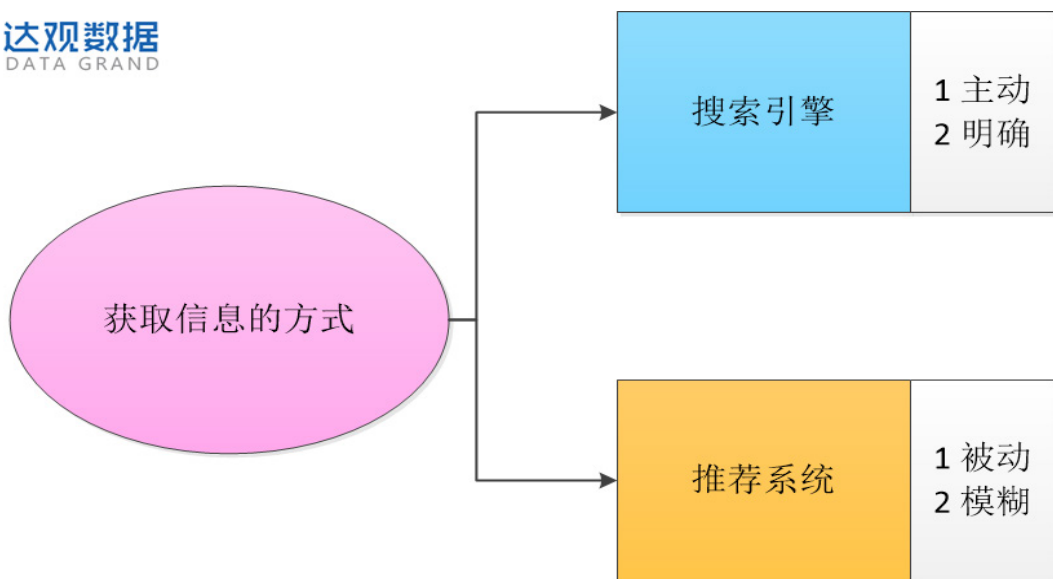 达观数据
DATA GRAND
搜索引擎
1 主动
2 明确
获取信息的方式
推荐系统
1 被动
2 模糊